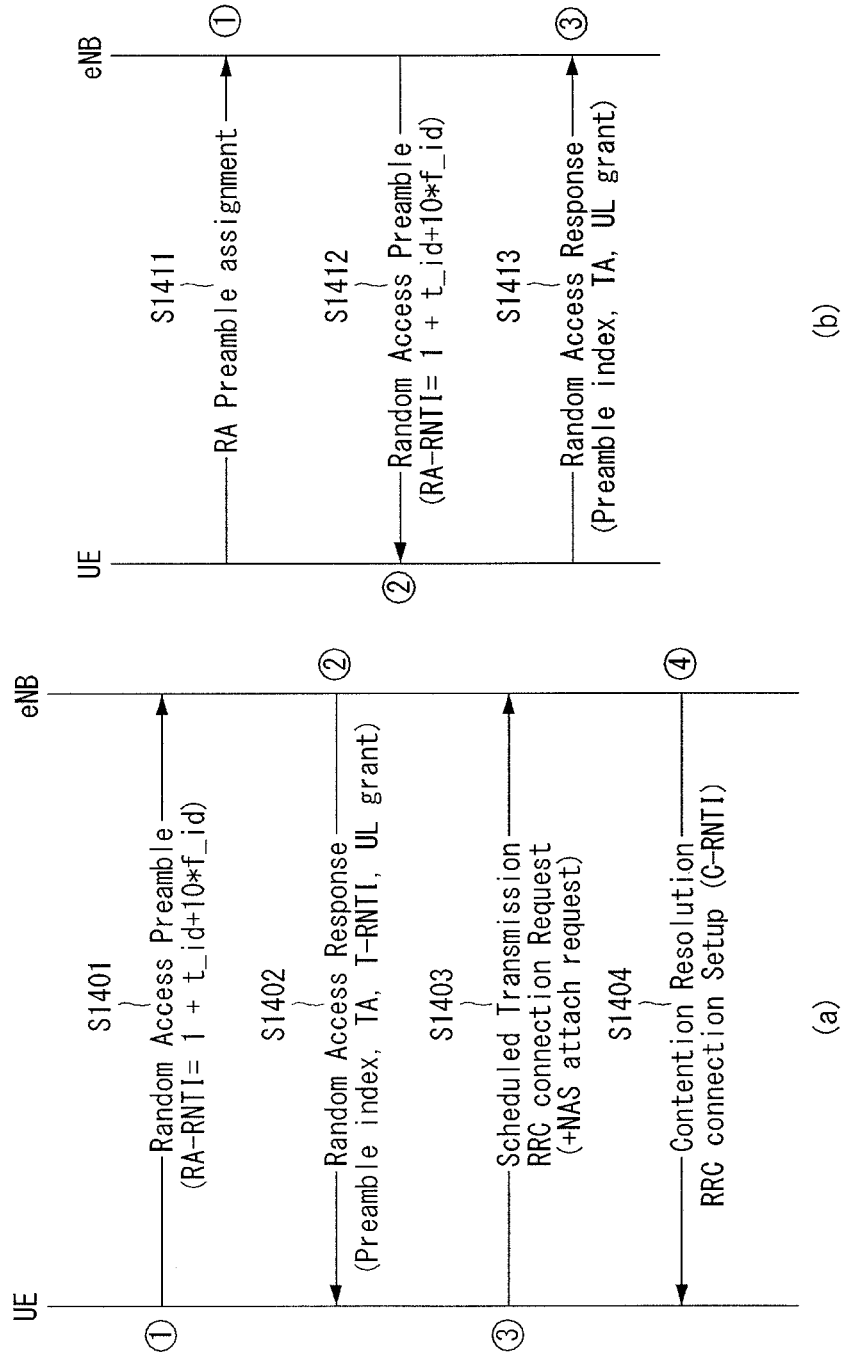 UE
eNB
①
S1401
Random Access Preamble
(RA-RNTI= 1 + t_id+10*f_id)
②
S1402
Random Access Response
(Preamble index, TA, T-RNTI, UL grant)
③
S1403
Scheduled Transmission
RRC connection Request
(+NAS attach request)
④
S1404
Contention Resolution
RRC connection Setup (C-RNTI)
(a)
UE
eNB
①
S1411
RA Preamble assignment
②
S1412
Random Access Preamble
(RA-RNTI= 1 + t_id+10*f_id)
②
③
S1413
Random Access Response
(Preamble index, TA, UL grant)
(b)